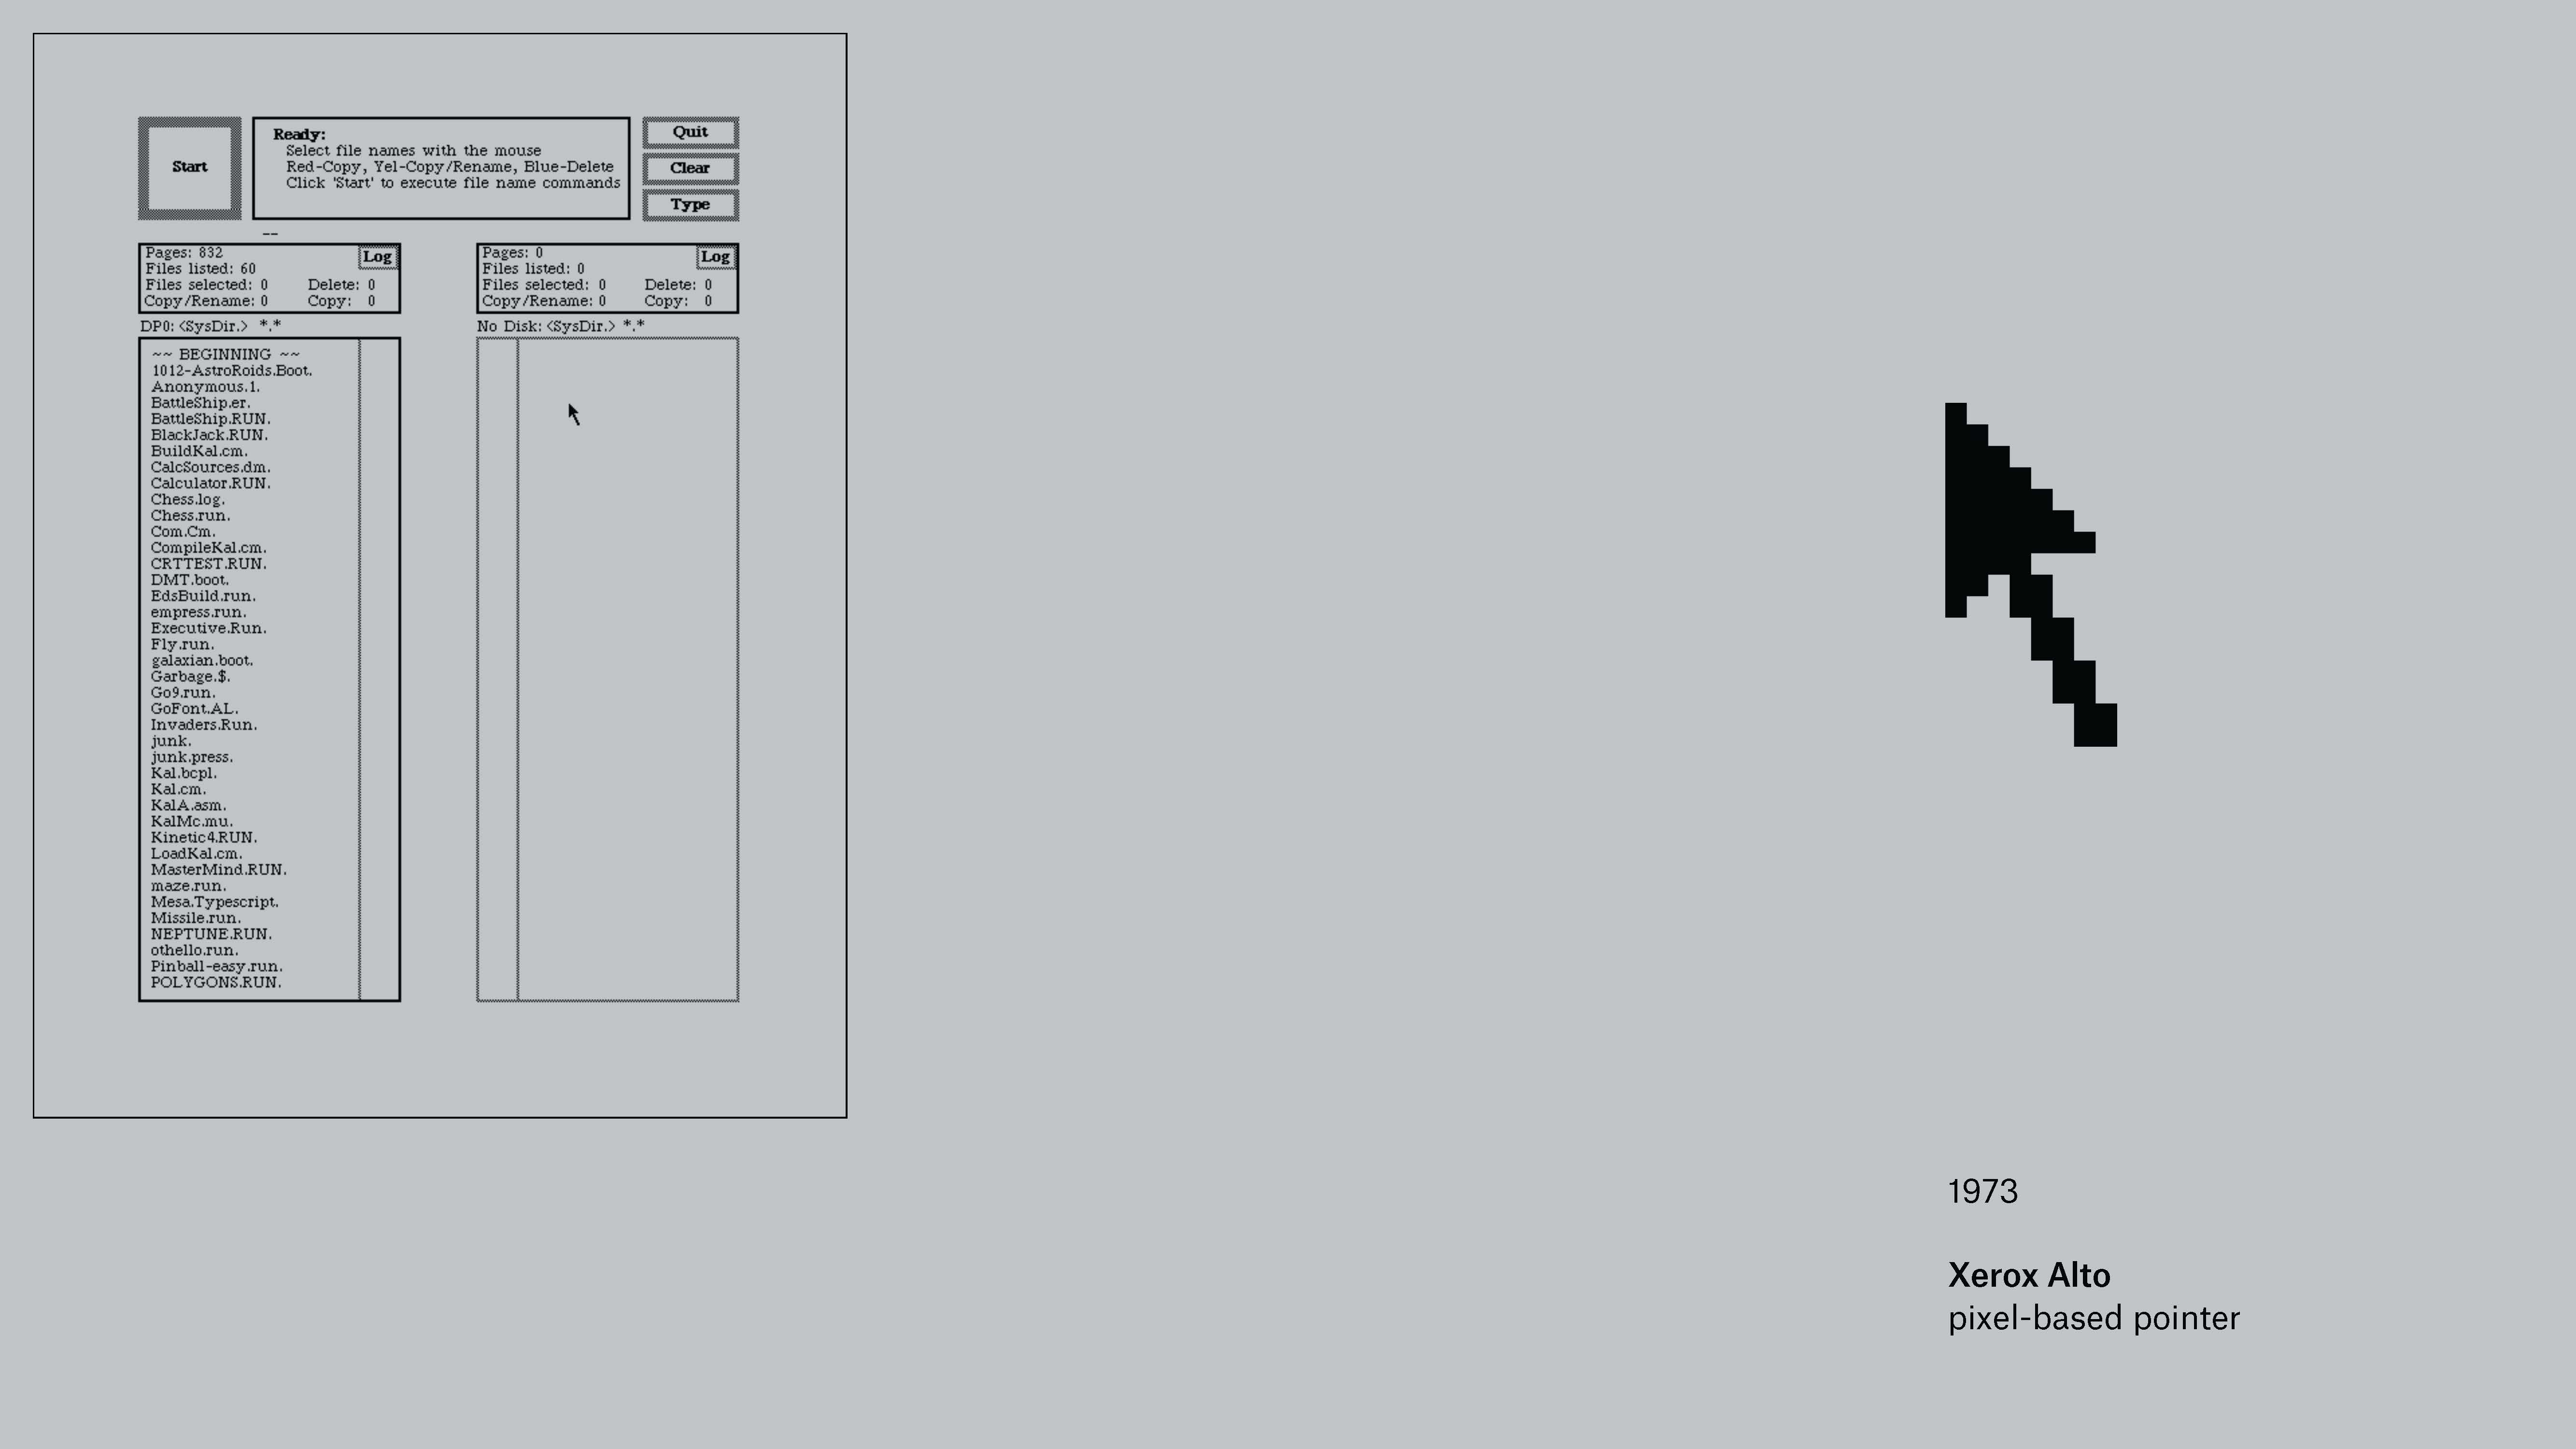 Start
Ready:
Select file names with the mouse
Red-Copy, Yel-Copy/Rename, Blue-Delete
Click 'Start' to execute file name commands
Quit
Clear
Type
--
Pages: 832
Log
Files listed: 60
Files selected: 0 Delete: 0
Copy/Rename: 0 Copy: 0
DP0: <SysDir.> *.*
~~ BEGINNING ~~
1012-AstroRoids.Boot.
Anonymous.1.
BattleShip.er.
BattleShip.RUN.
BlackJack.RUN.
BuildKal.cm.
CalcSources.dm.
Calculator.RUN.
Chess.log.
Chess.run.
Com.Cm.
CompileKal.cm.
CRTTEST.RUN.
DMT.boot.
EdsBuild.run.
empress.run.
Executive.Run.
Fly.run.
galaxian.boot.
Garbage.$.
Go9.run.
GoFont.AL.
Invaders.Run.
junk.
junk.press.
Kal.bcpl.
Kal.cm.
KalA.asm.
KalMc.mu.
Kinetic4.RUN.
LoadKal.cm.
MasterMind.RUN.
maze.run.
Mesa.Typescript.
Missile.run.
NEPTUNE.RUN.
othello.run.
Pinball-easy.run.
POLYGONS.RUN.
Pages: 0
Log
Files listed: 0
Files selected: 0 Delete: 0
Copy/Rename: 0 Copy: 0
No Disk: <SysDir.> *.*
1973
Xerox Alto
pixel-based pointer